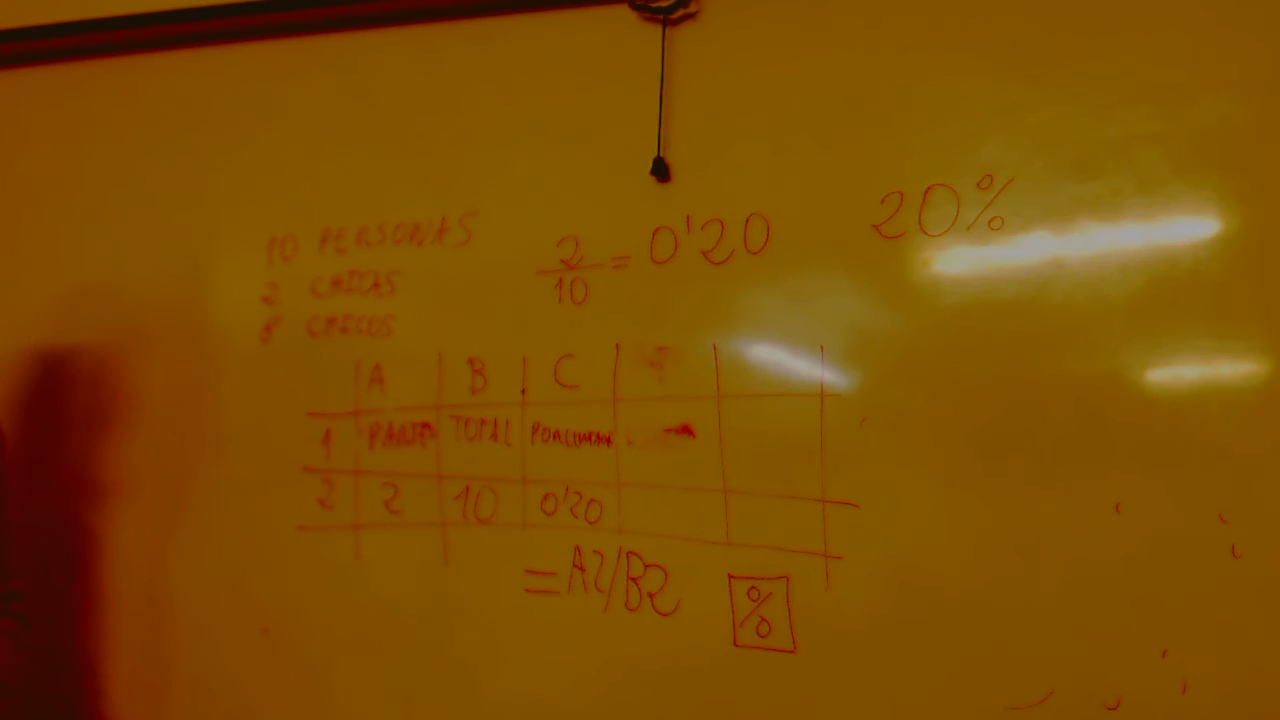 10 PERSONAS
2 CHICAS
8 CHICOS
2/10 = 0'20
20%
A B C
1 PARTE TOTAL
2 2 10 0'20
=A2/B2
%